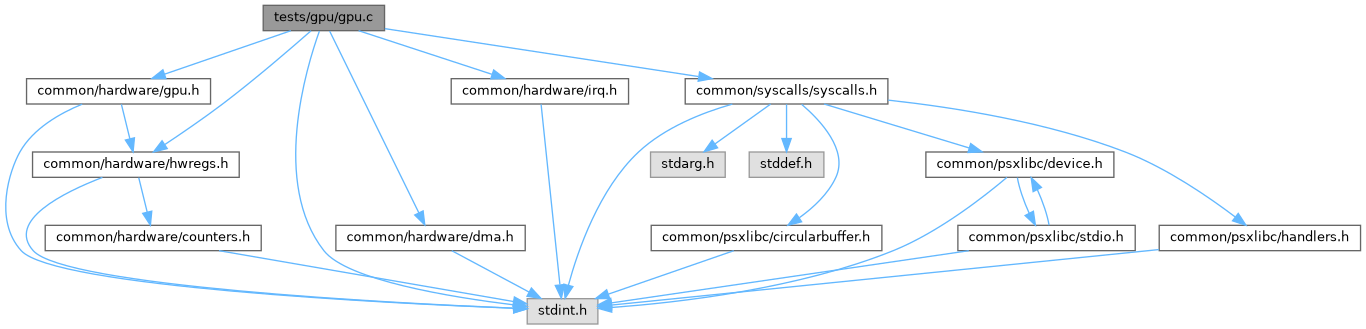 tests/gpu/gpu.c
common/hardware/gpu.h
common/hardware/irq.h
common/syscalls/syscalls.h
common/hardware/hwregs.h
stdarg.h
stddef.h
common/psxlibc/device.h
common/hardware/counters.h
common/hardware/dma.h
common/psxlibc/circularbuffer.h
common/psxlibc/stdio.h
common/psxlibc/handlers.h
stdint.h